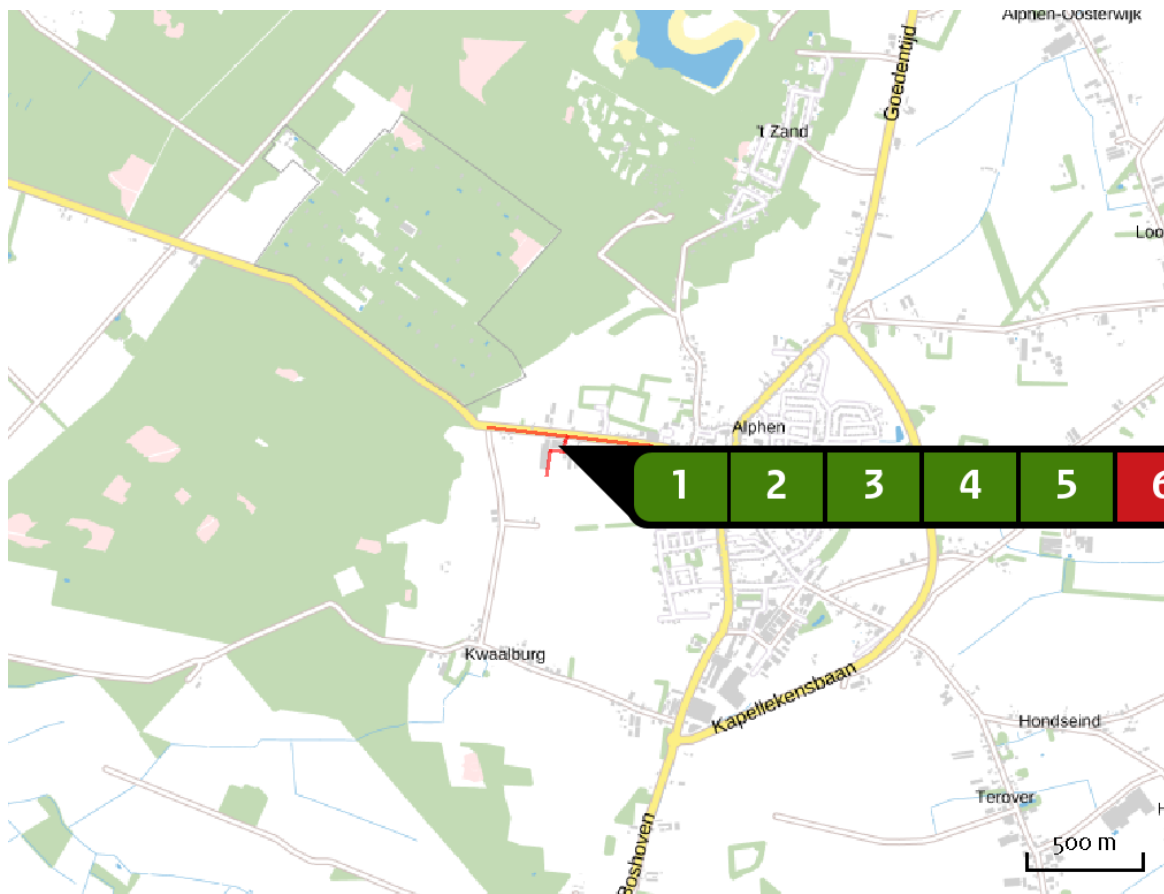 Alphen-Oosterwijk
Goedentijd
't Zand
Loo
Alphen
1 2 3 4 5 6
Kwaalburg
Kapellekensbaan
Hondseind
Terover
H
500 m
Boshoven